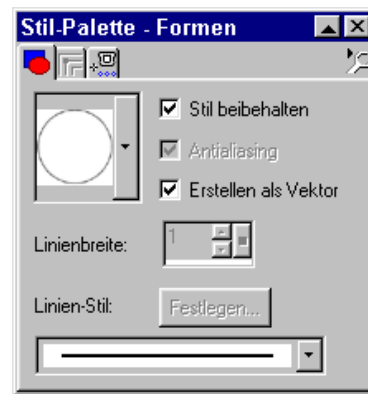 Stil-Palette - Formen
Stil beibehalten
Antialiasing
Erstellen als Vektor
Linienbreite: 1
Linien-Stil: Festlegen...